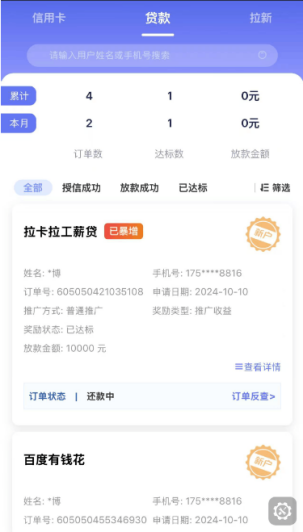 信用卡 贷款 拉新
请输入用户姓名或手机号搜索
累计 4 1 0元
本月 2 1 0元
订单数 达标数 放款金额
全部 授信成功 放款成功 已达标 筛选
拉卡拉工薪贷 已暴增
新户
姓名: *博 手机号: 175****8816
订单号: 605050421035108 申请日期: 2024-10-10
推广方式: 普通推广 奖励类型: 推广收益
奖励状态: 已达标
放款金额: 10000 元
查看详情
订单状态 | 还款中 订单反查>
百度有钱花
新户
姓名: *博 手机号: 175****8816
订单号: 605050455346930 申请日期: 2024-10-10